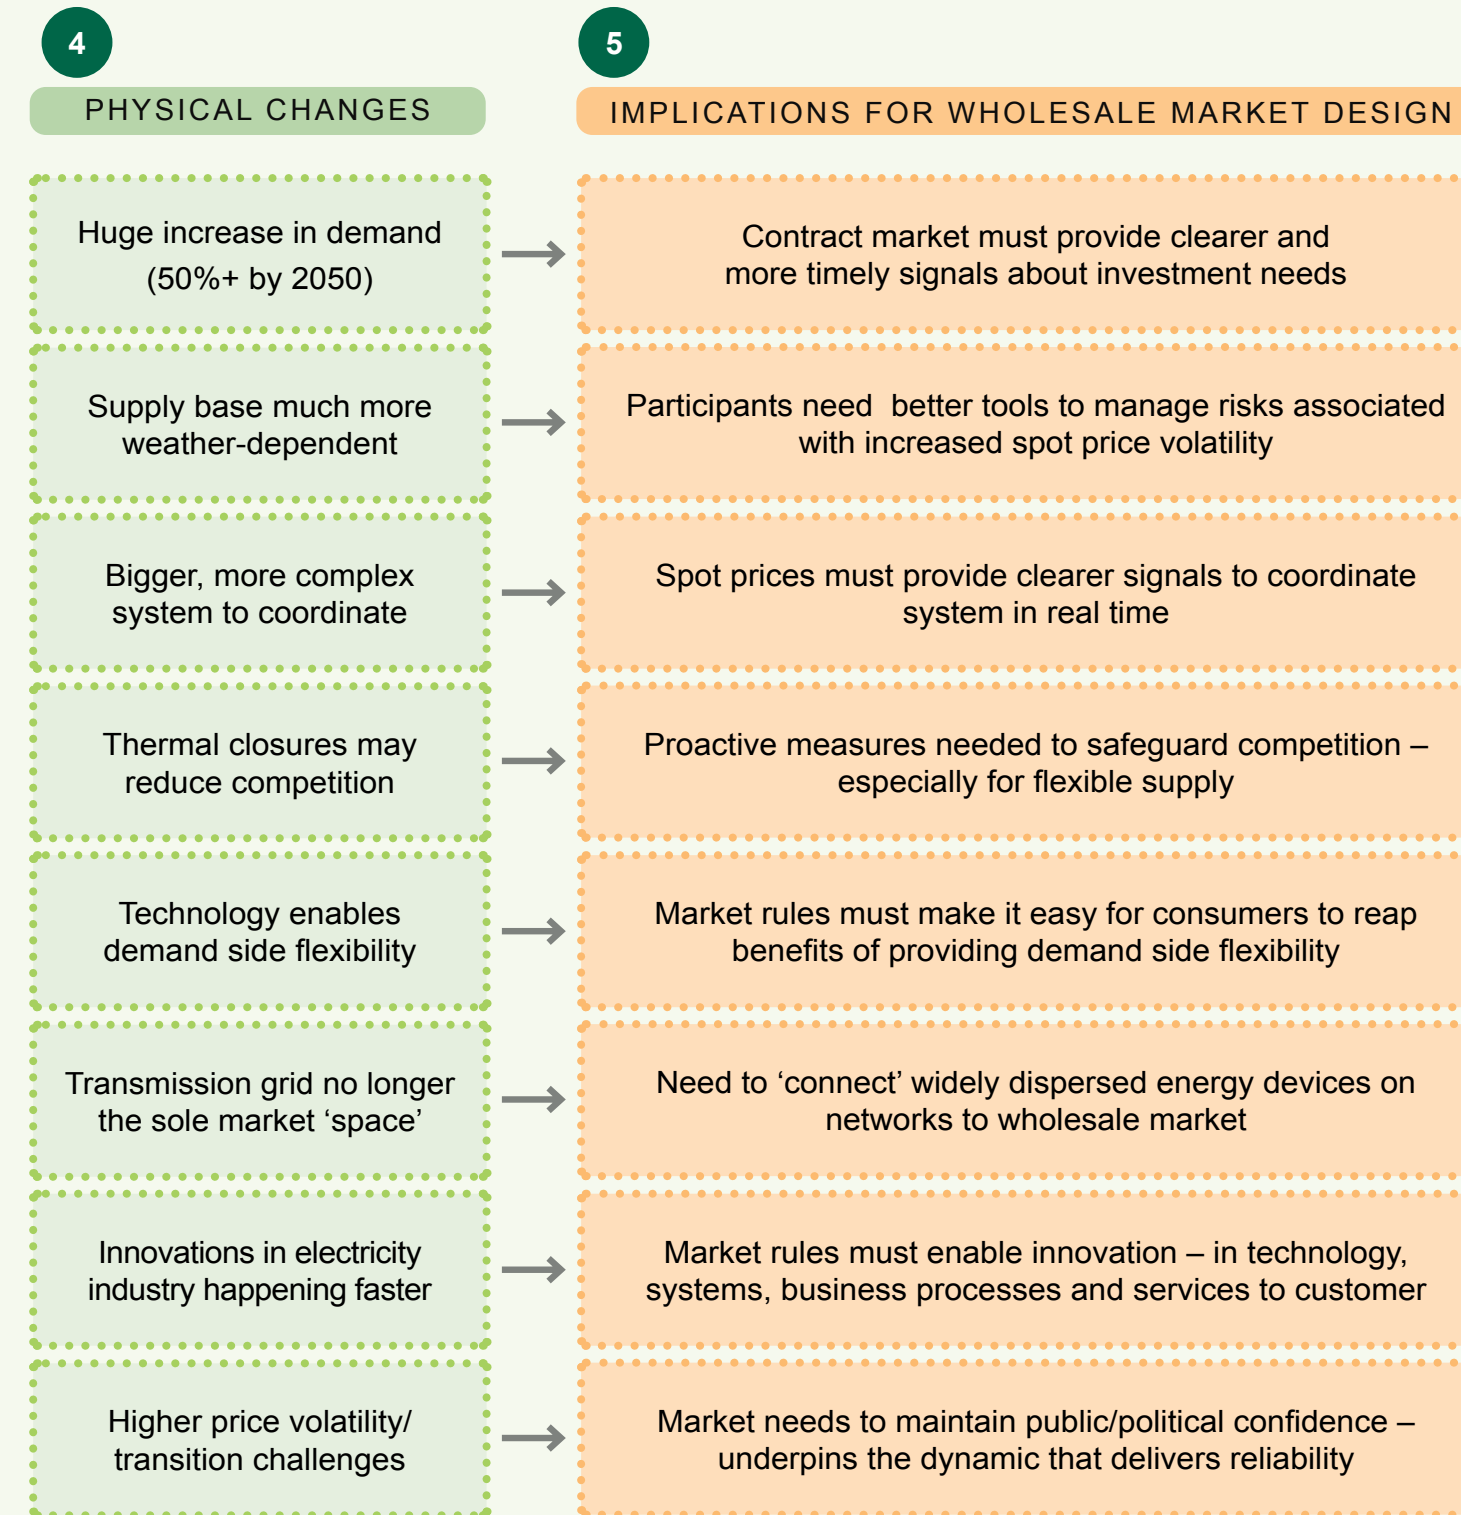 4
5
PHYSICAL CHANGES
IMPLICATIONS FOR WHOLESALE MARKET DESIGN
Huge increase in demand
(50%+ by 2050)
Contract market must provide clearer and
more timely signals about investment needs
Supply base much more
weather-dependent
Participants need  better tools to manage risks associated
with increased spot price volatility
Bigger, more complex
system to coordinate
Spot prices must provide clearer signals to coordinate
system in real time
Thermal closures may
reduce competition
Proactive measures needed to safeguard competition –
especially for flexible supply
Technology enables
demand side flexibility
Market rules must make it easy for consumers to reap
benefits of providing demand side flexibility
Transmission grid no longer
the sole market ‘space’
Need to ‘connect’ widely dispersed energy devices on
networks to wholesale market
Innovations in electricity
industry happening faster
Market rules must enable innovation – in technology,
systems, business processes and services to customer
Higher price volatility/
transition challenges
Market needs to maintain public/political confidence –
underpins the dynamic that delivers reliability